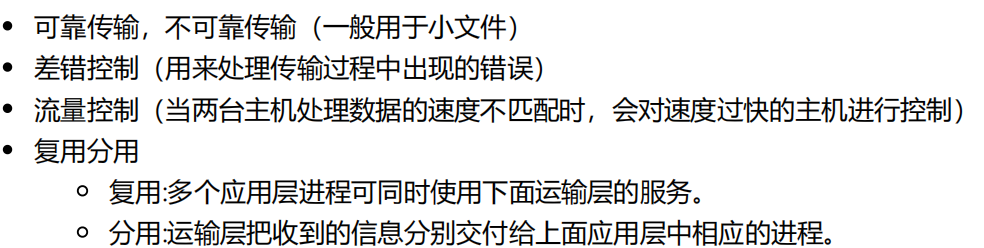 可靠传输，不可靠传输（一般用于小文件）
差错控制（用来处理传输过程中出现的错误）
流量控制（当两台主机处理数据的速度不匹配时，会对速度过快的主机进行控制）
复用分用
复用:多个应用层进程可同时使用下面运输层的服务。
分用:运输层把收到的信息分别交付给上面应用层中相应的进程。